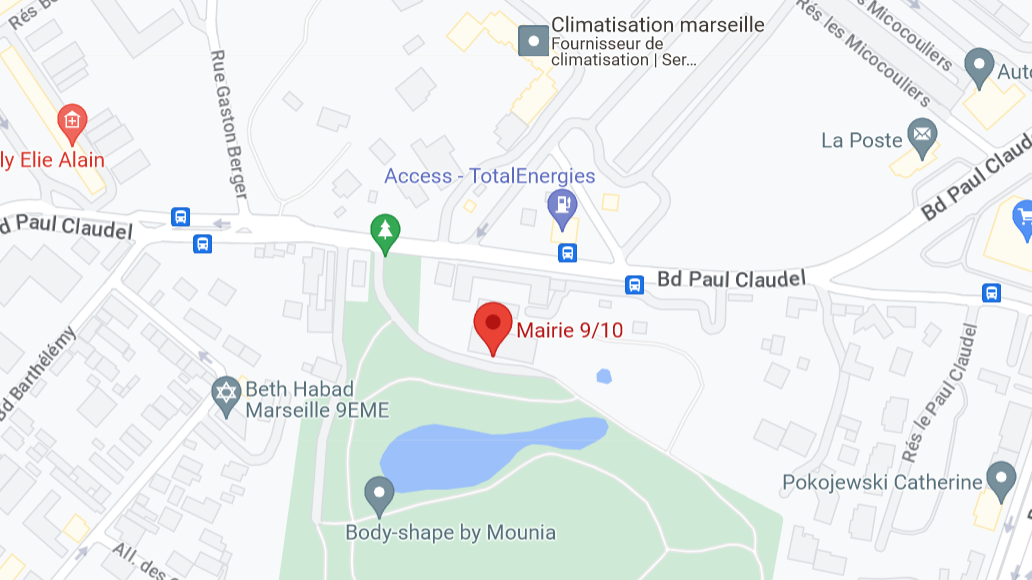 Rés B
Climatisation marseille
Fournisseur de
climatisation | Ser...
Rés les Micocouliers
s Micocouliers
Auto
Rue Gaston Berger
La Poste
ly Elie Alain
Access - TotalEnergies
Bd Paul Claud
d Paul Claudel
Bd Paul Claudel
Mairie 9/10
Bd Barthélémy
Beth Habad
Marseille 9EME
Rés le Paul Claudel
Pokojewski Catherine
Body-shape by Mounia
All. des